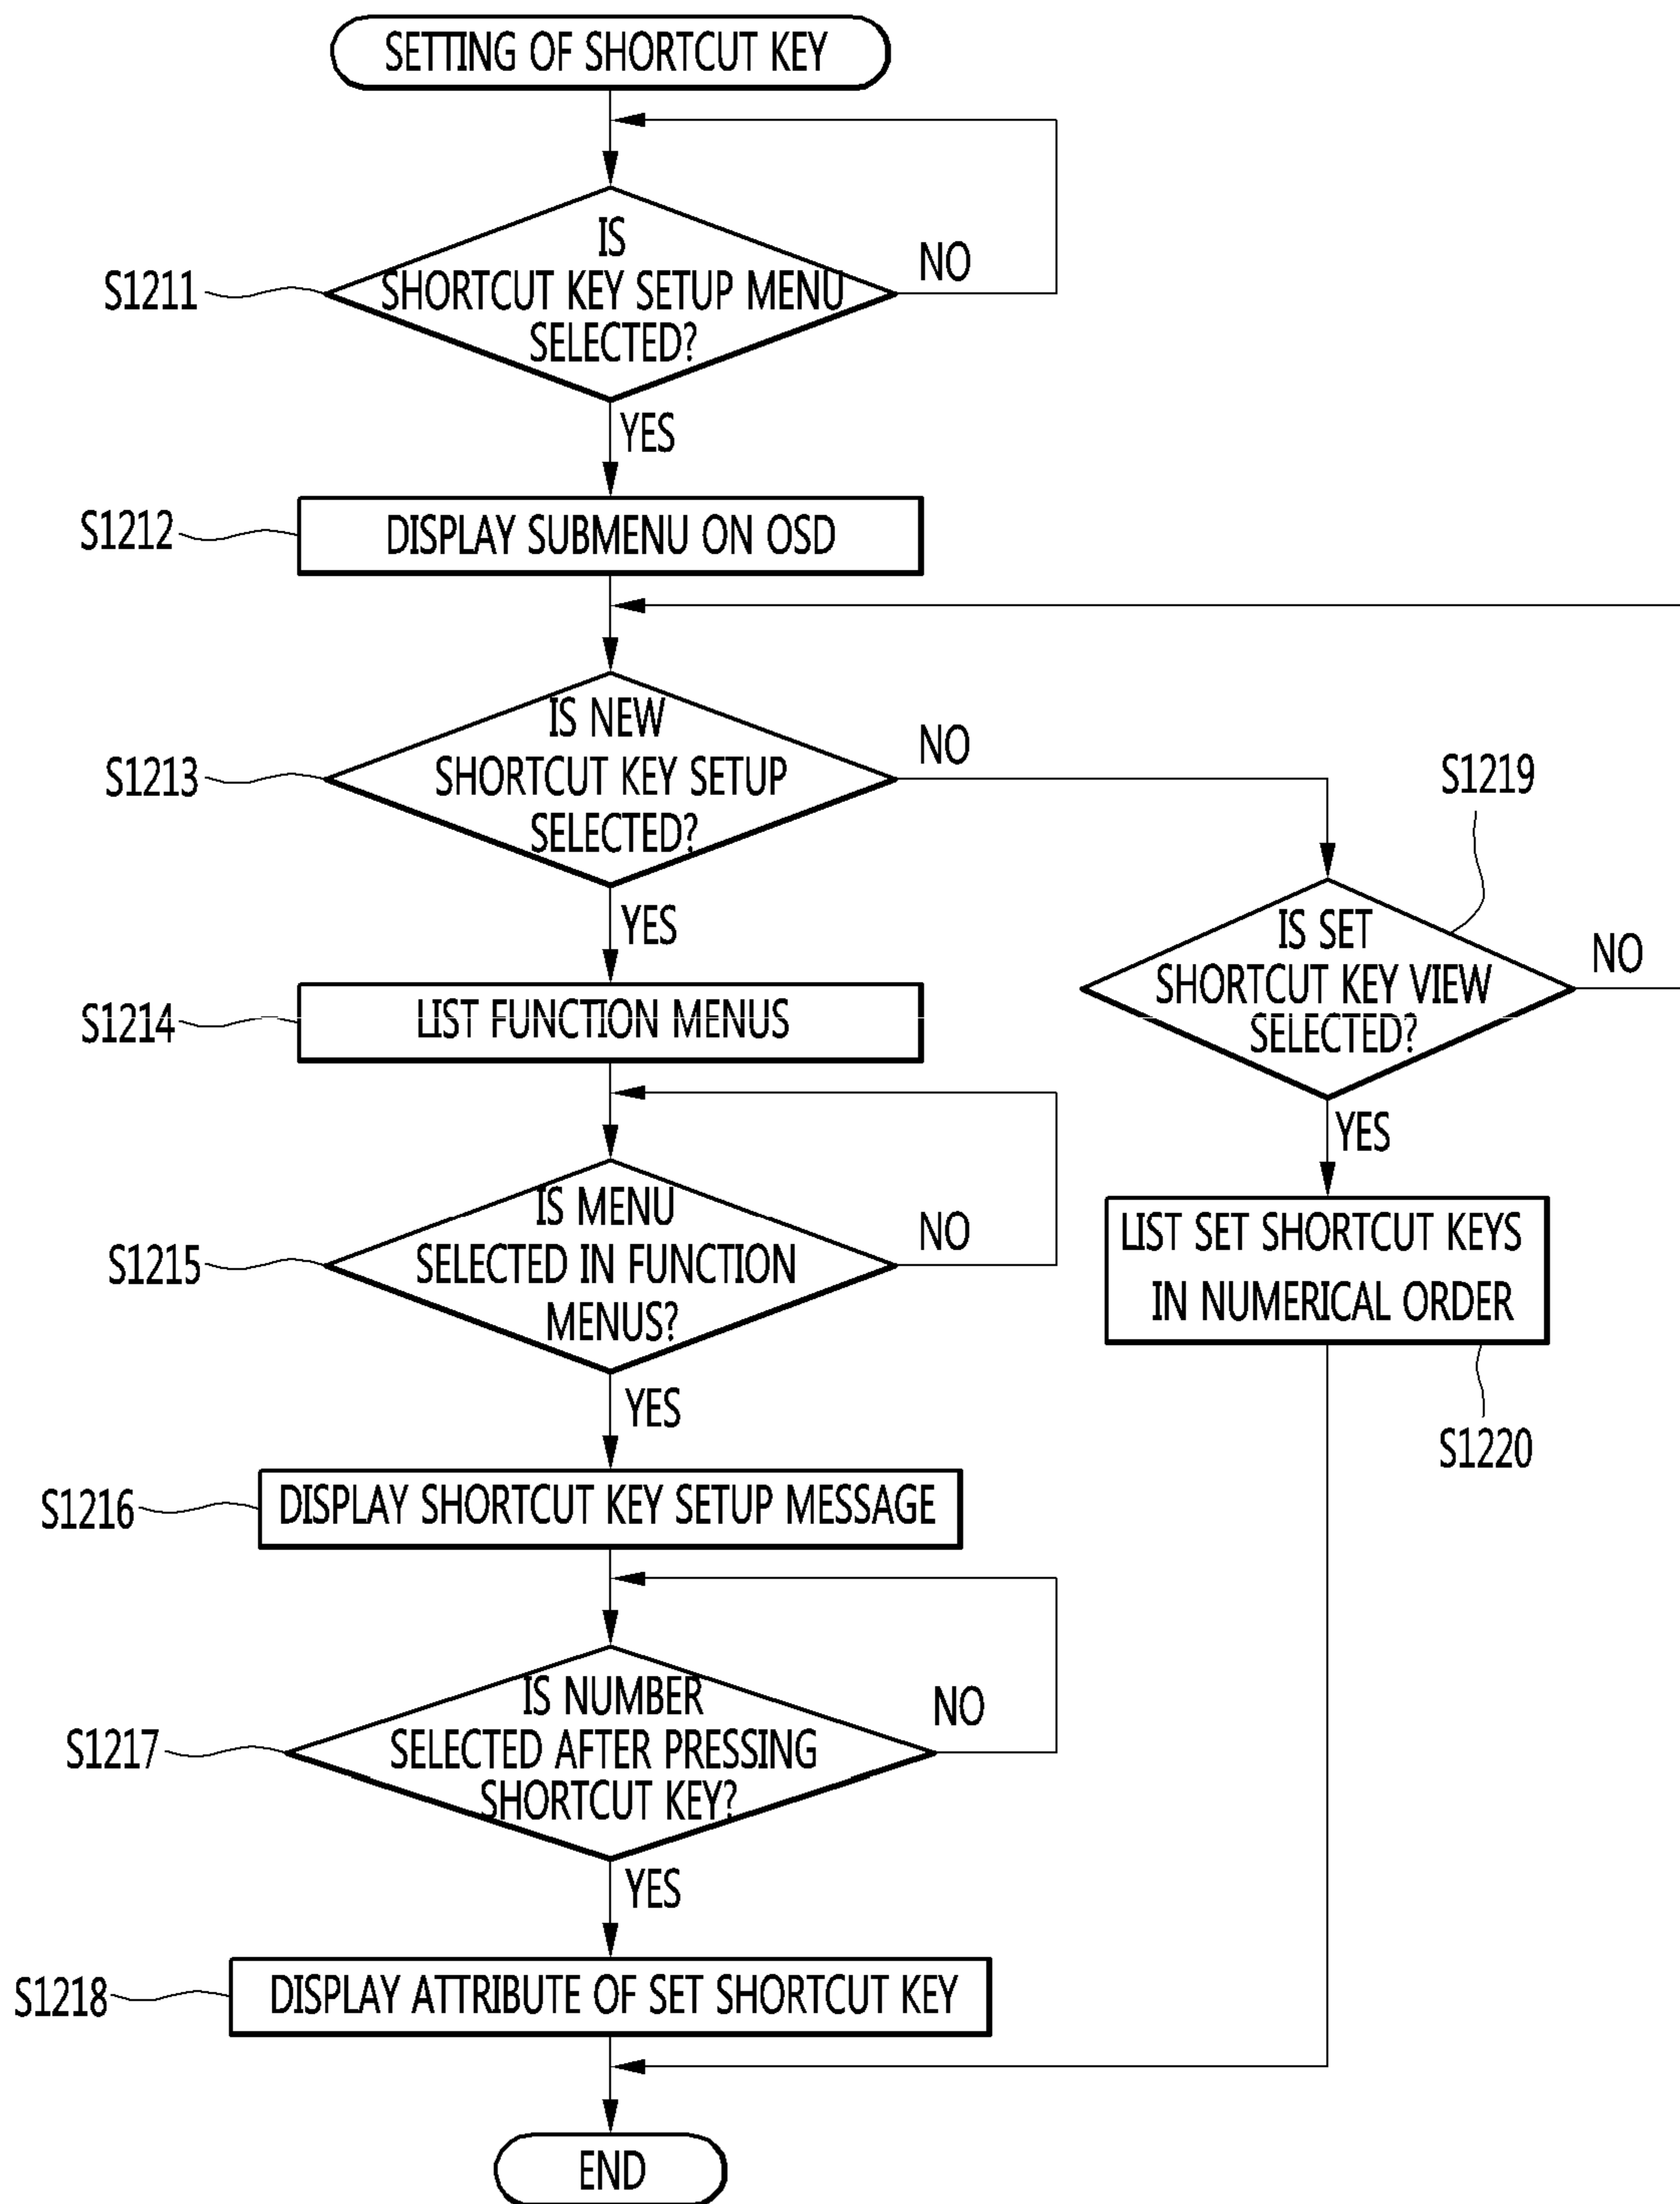 SETTING OF SHORTCUT KEY
IS
SHORTCUT KEY SETUP MENU
SELECTED?
NO
S1211
YES
S1212
DISPLAY SUBMENU ON OSD
IS NEW
SHORTCUT KEY SETUP
SELECTED?
NO
S1213
YES
S1219
IS SET
SHORTCUT KEY VIEW
SELECTED?
NO
YES
S1214
LIST FUNCTION MENUS
IS MENU
SELECTED IN FUNCTION
MENUS?
NO
S1215
YES
LIST SET SHORTCUT KEYS
IN NUMERICAL ORDER
S1220
S1216
DISPLAY SHORTCUT KEY SETUP MESSAGE
IS NUMBER
SELECTED AFTER PRESSING
SHORTCUT KEY?
NO
S1217
YES
S1218
DISPLAY ATTRIBUTE OF SET SHORTCUT KEY
END